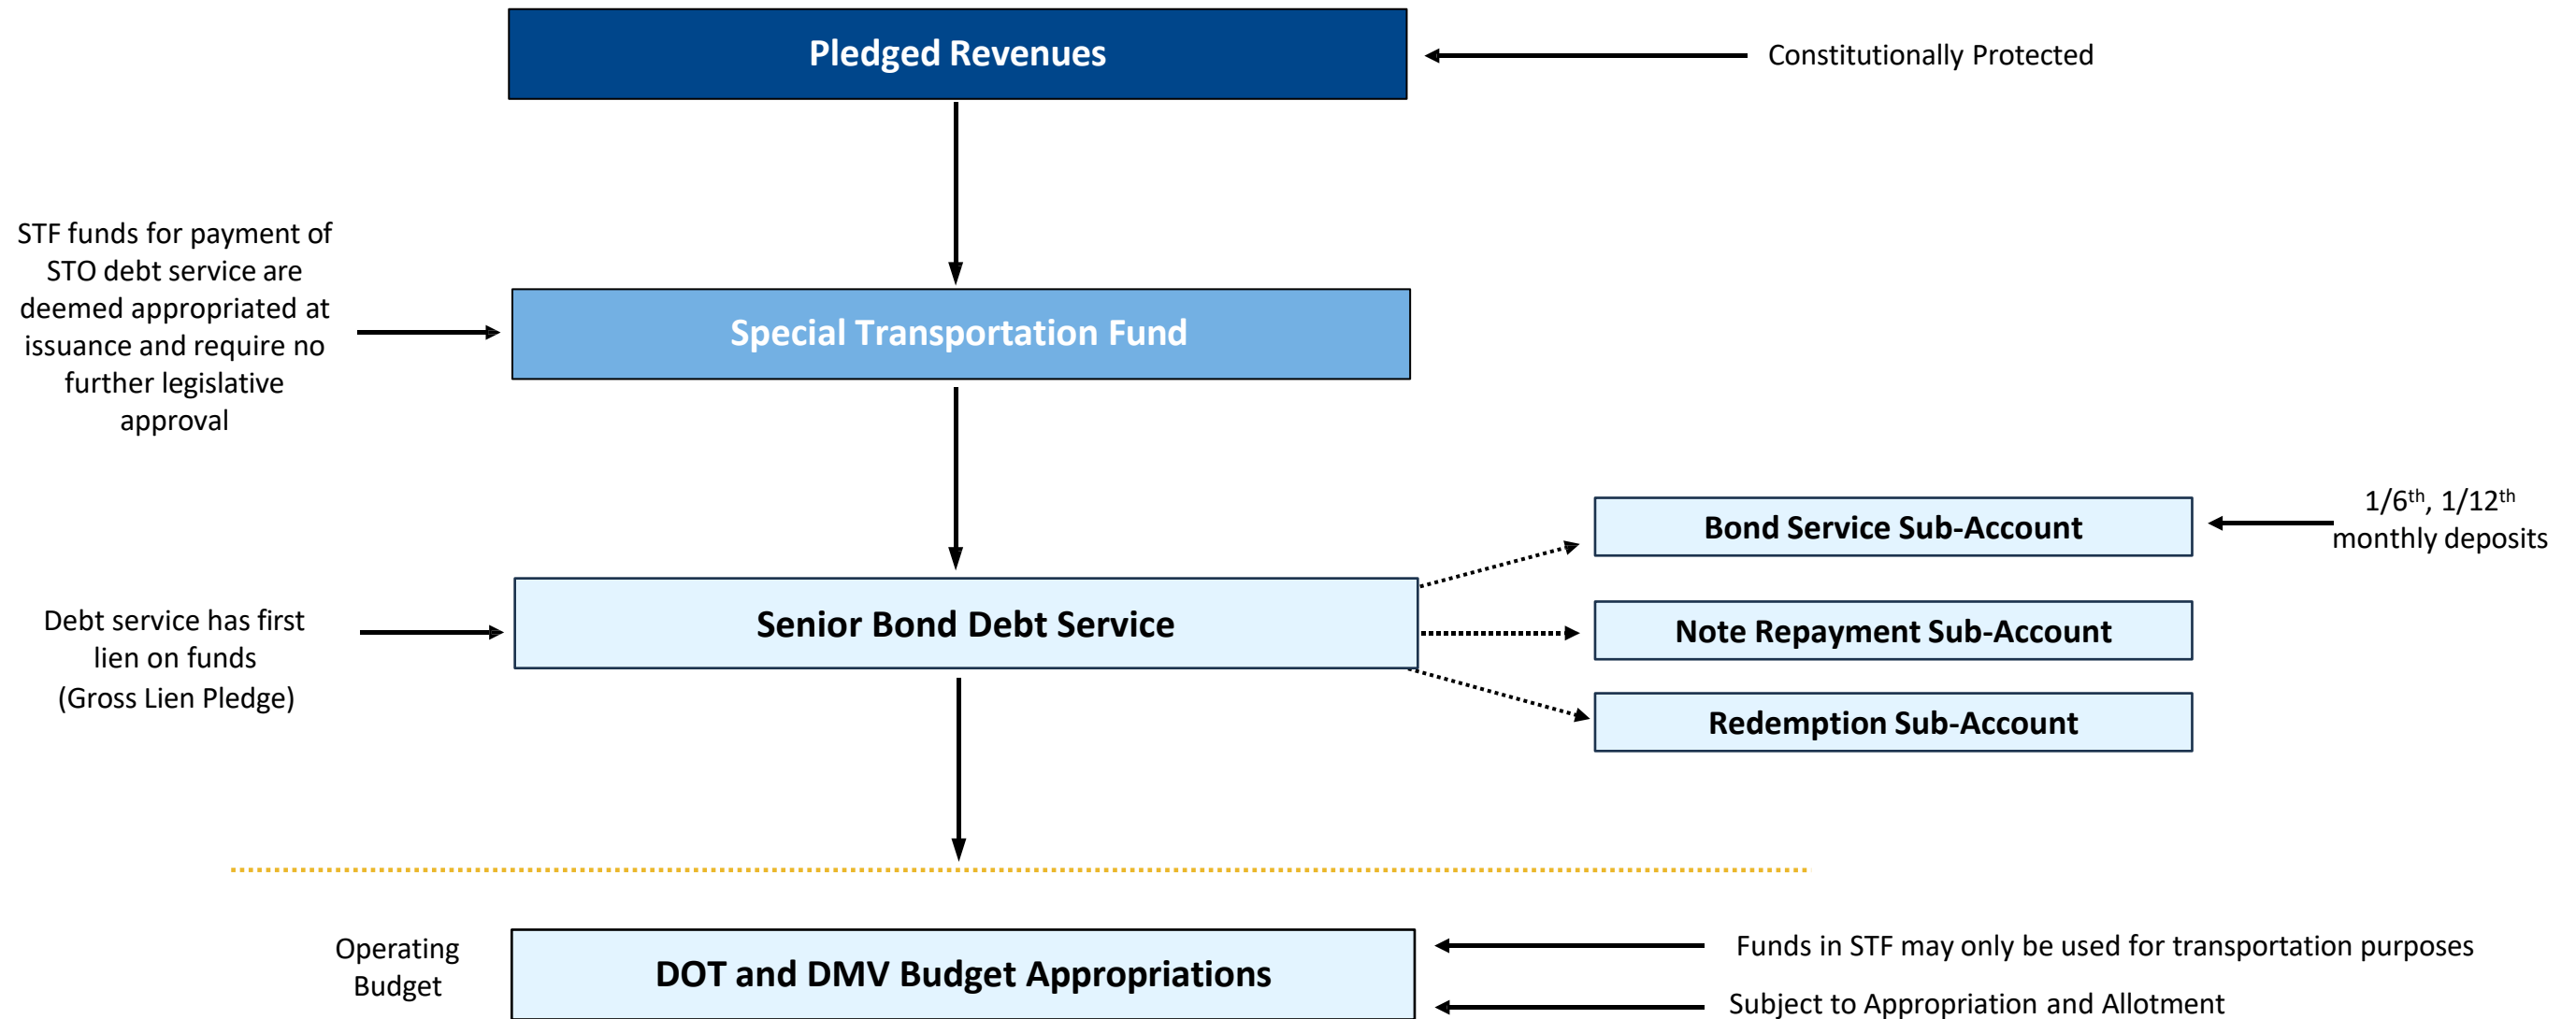 Pledged Revenues
Constitutionally Protected
STF funds for payment of
STO debt service are
deemed appropriated at
issuance and require no
further legislative
approval
Special Transportation Fund
Debt service has first
lien on funds
(Gross Lien Pledge)
Senior Bond Debt Service
Bond Service Sub-Account
1/6th, 1/12th
monthly deposits
Note Repayment Sub-Account
Redemption Sub-Account
Operating
Budget
DOT and DMV Budget Appropriations
Funds in STF may only be used for transportation purposes
Subject to Appropriation and Allotment